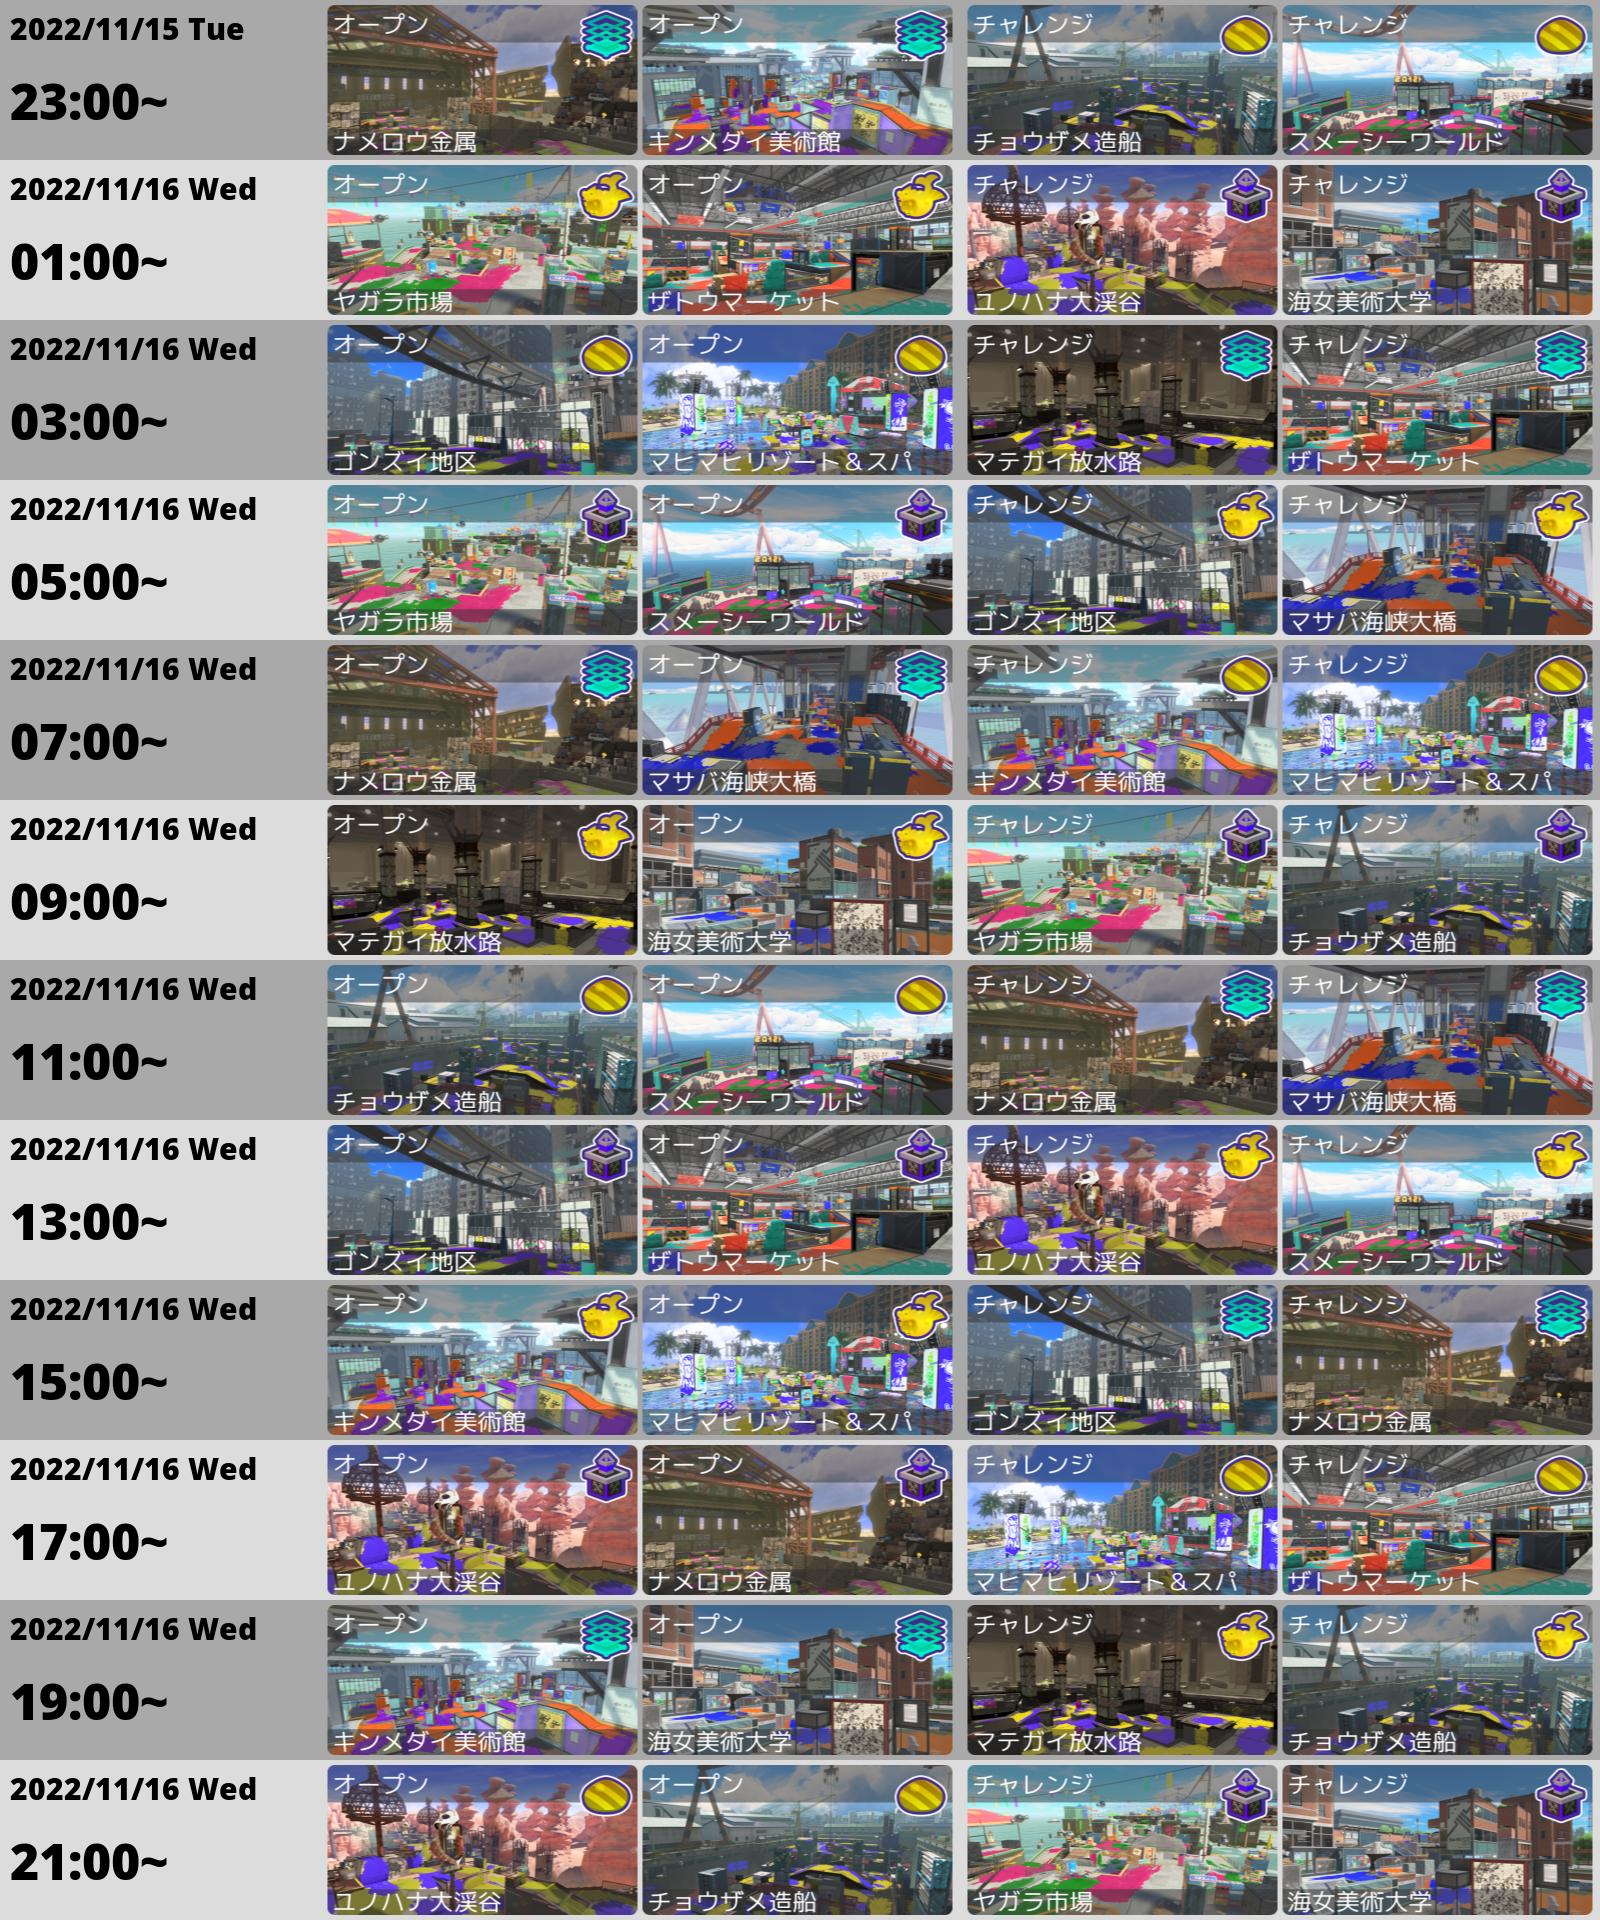 2022/11/15 Tue
23:00~
オープン
ナメロウ金属
オープン
キンメダイ美術館
チャレンジ
チョウザメ造船
チャレンジ
スメーシーワールド
2022/11/16 Wed
01:00~
オープン
ヤガラ市場
オープン
ザトウマーケット
チャレンジ
ユノハナ大渓谷
チャレンジ
海女美術大学
2022/11/16 Wed
03:00~
オープン
ゴンズイ地区
オープン
マヒマヒリゾート&スパ
チャレンジ
マテガイ放水路
チャレンジ
ザトウマーケット
2022/11/16 Wed
05:00~
オープン
ヤガラ市場
オープン
スメーシーワールド
チャレンジ
ゴンズイ地区
チャレンジ
マサバ海峡大橋
2022/11/16 Wed
07:00~
オープン
ナメロウ金属
オープン
マサバ海峡大橋
チャレンジ
キンメダイ美術館
チャレンジ
マヒマヒリゾート&スパ
2022/11/16 Wed
09:00~
オープン
マテガイ放水路
オープン
海女美術大学
チャレンジ
ヤガラ市場
チャレンジ
チョウザメ造船
2022/11/16 Wed
11:00~
オープン
チョウザメ造船
オープン
スメーシーワールド
チャレンジ
ナメロウ金属
チャレンジ
マサバ海峡大橋
2022/11/16 Wed
13:00~
オープン
ゴンズイ地区
オープン
ザトウマーケット
チャレンジ
ユノハナ大渓谷
チャレンジ
スメーシーワールド
2022/11/16 Wed
15:00~
オープン
キンメダイ美術館
オープン
マヒマヒリゾート&スパ
チャレンジ
ゴンズイ地区
チャレンジ
ナメロウ金属
2022/11/16 Wed
17:00~
オープン
ユノハナ大渓谷
オープン
ナメロウ金属
チャレンジ
マヒマヒリゾート&スパ
チャレンジ
ザトウマーケット
2022/11/16 Wed
19:00~
オープン
キンメダイ美術館
オープン
海女美術大学
チャレンジ
マテガイ放水路
チャレンジ
チョウザメ造船
2022/11/16 Wed
21:00~
オープン
ユノハナ大渓谷
オープン
チョウザメ造船
チャレンジ
ヤガラ市場
チャレンジ
海女美術大学